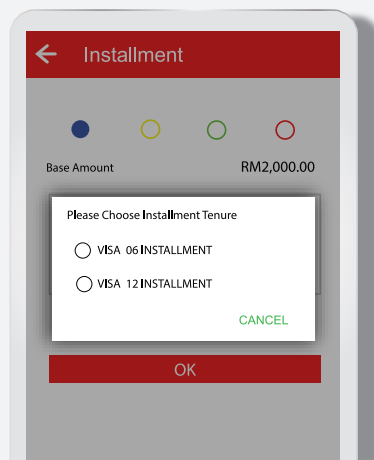 Installment
Base Amount RM2,000.00
Please Choose Installment Tenure
VISA 06 INSTALLMENT
VISA 12 INSTALLMENT
CANCEL
OK